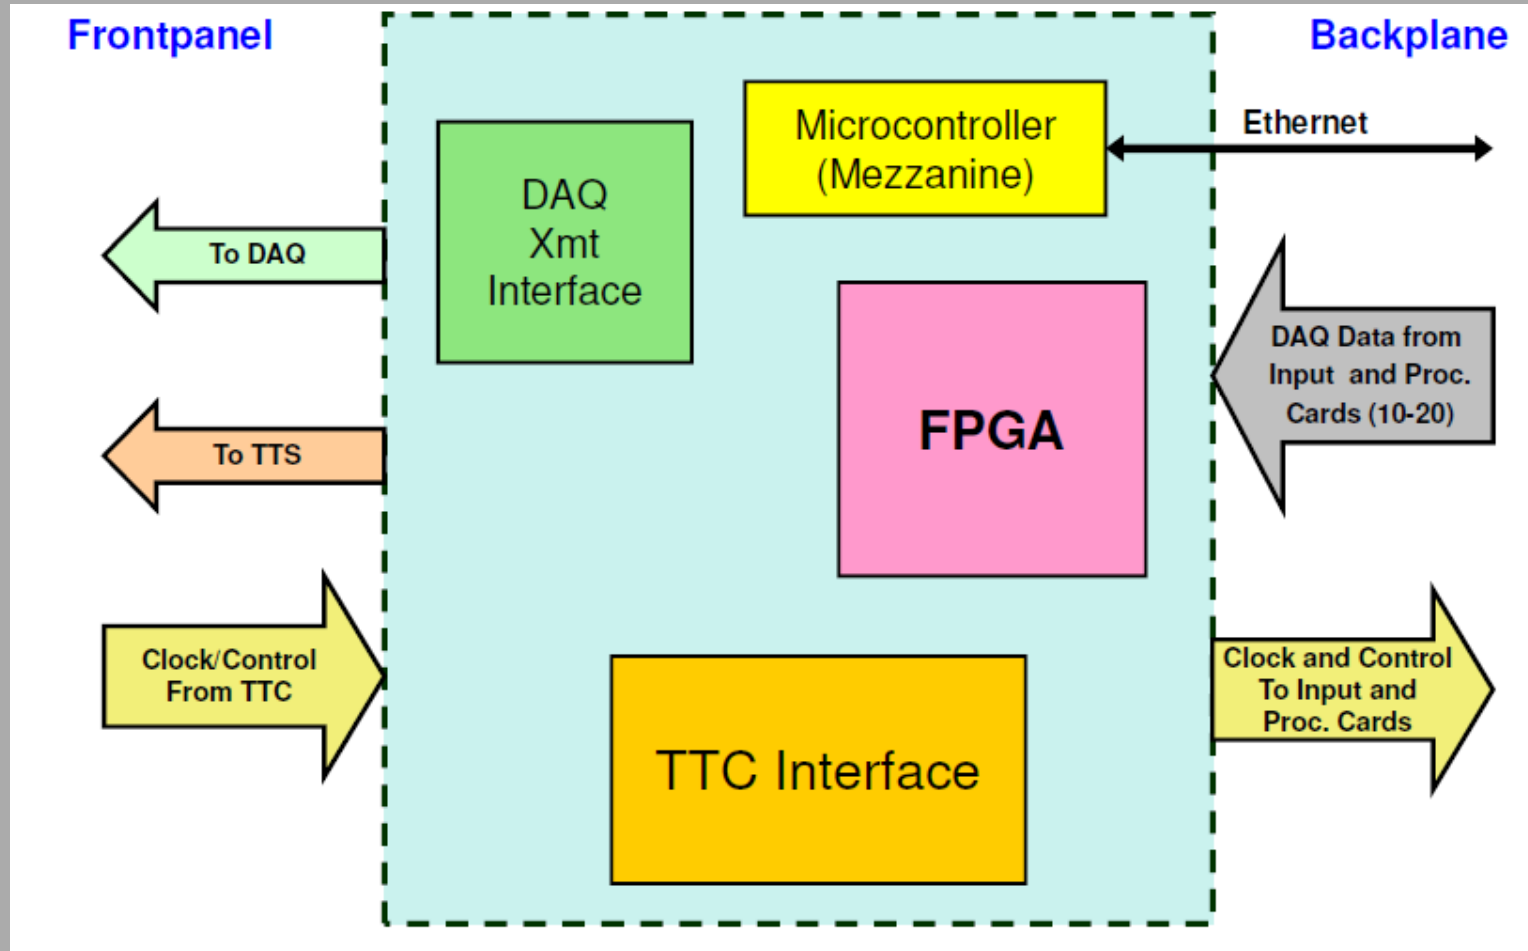 Frontpanel
Backplane
Microcontroller
(Mezzanine)
Ethernet
DAQ
Xmt
Interface
To DAQ
DAQ Data from
Input and Proc.
Cards (10-20)
FPGA
To TTS
Clock/Control
From TTC
Clock and Control
To Input and
Proc. Cards
TTC Interface